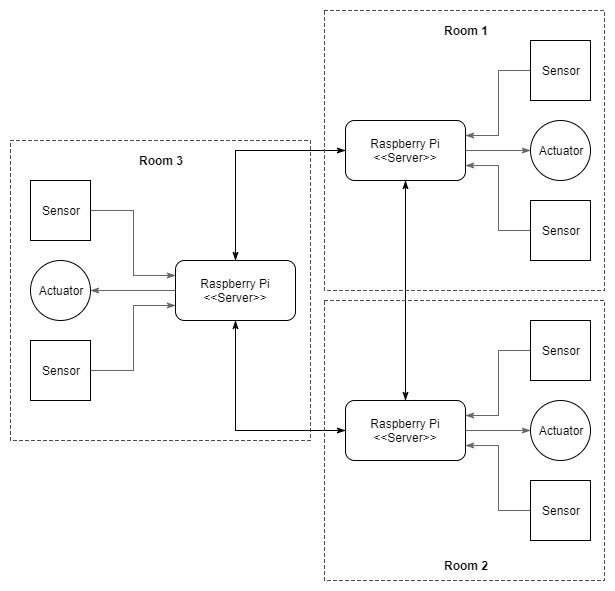 Room 1
Sensor
Raspberry Pi
<<Server>>
Actuator
Sensor
Room 3
Sensor
Actuator
Raspberry Pi
<<Server>>
Sensor
Sensor
Raspberry Pi
<<Server>>
Actuator
Sensor
Room 2